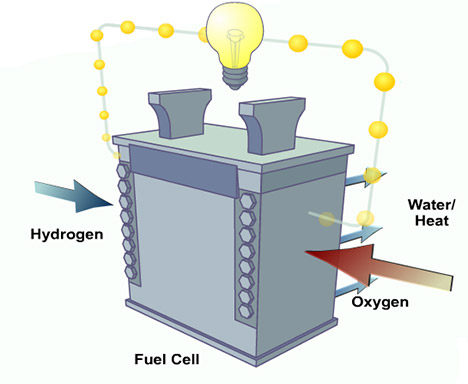 Water/
Heat
Hydrogen
Oxygen
Fuel Cell